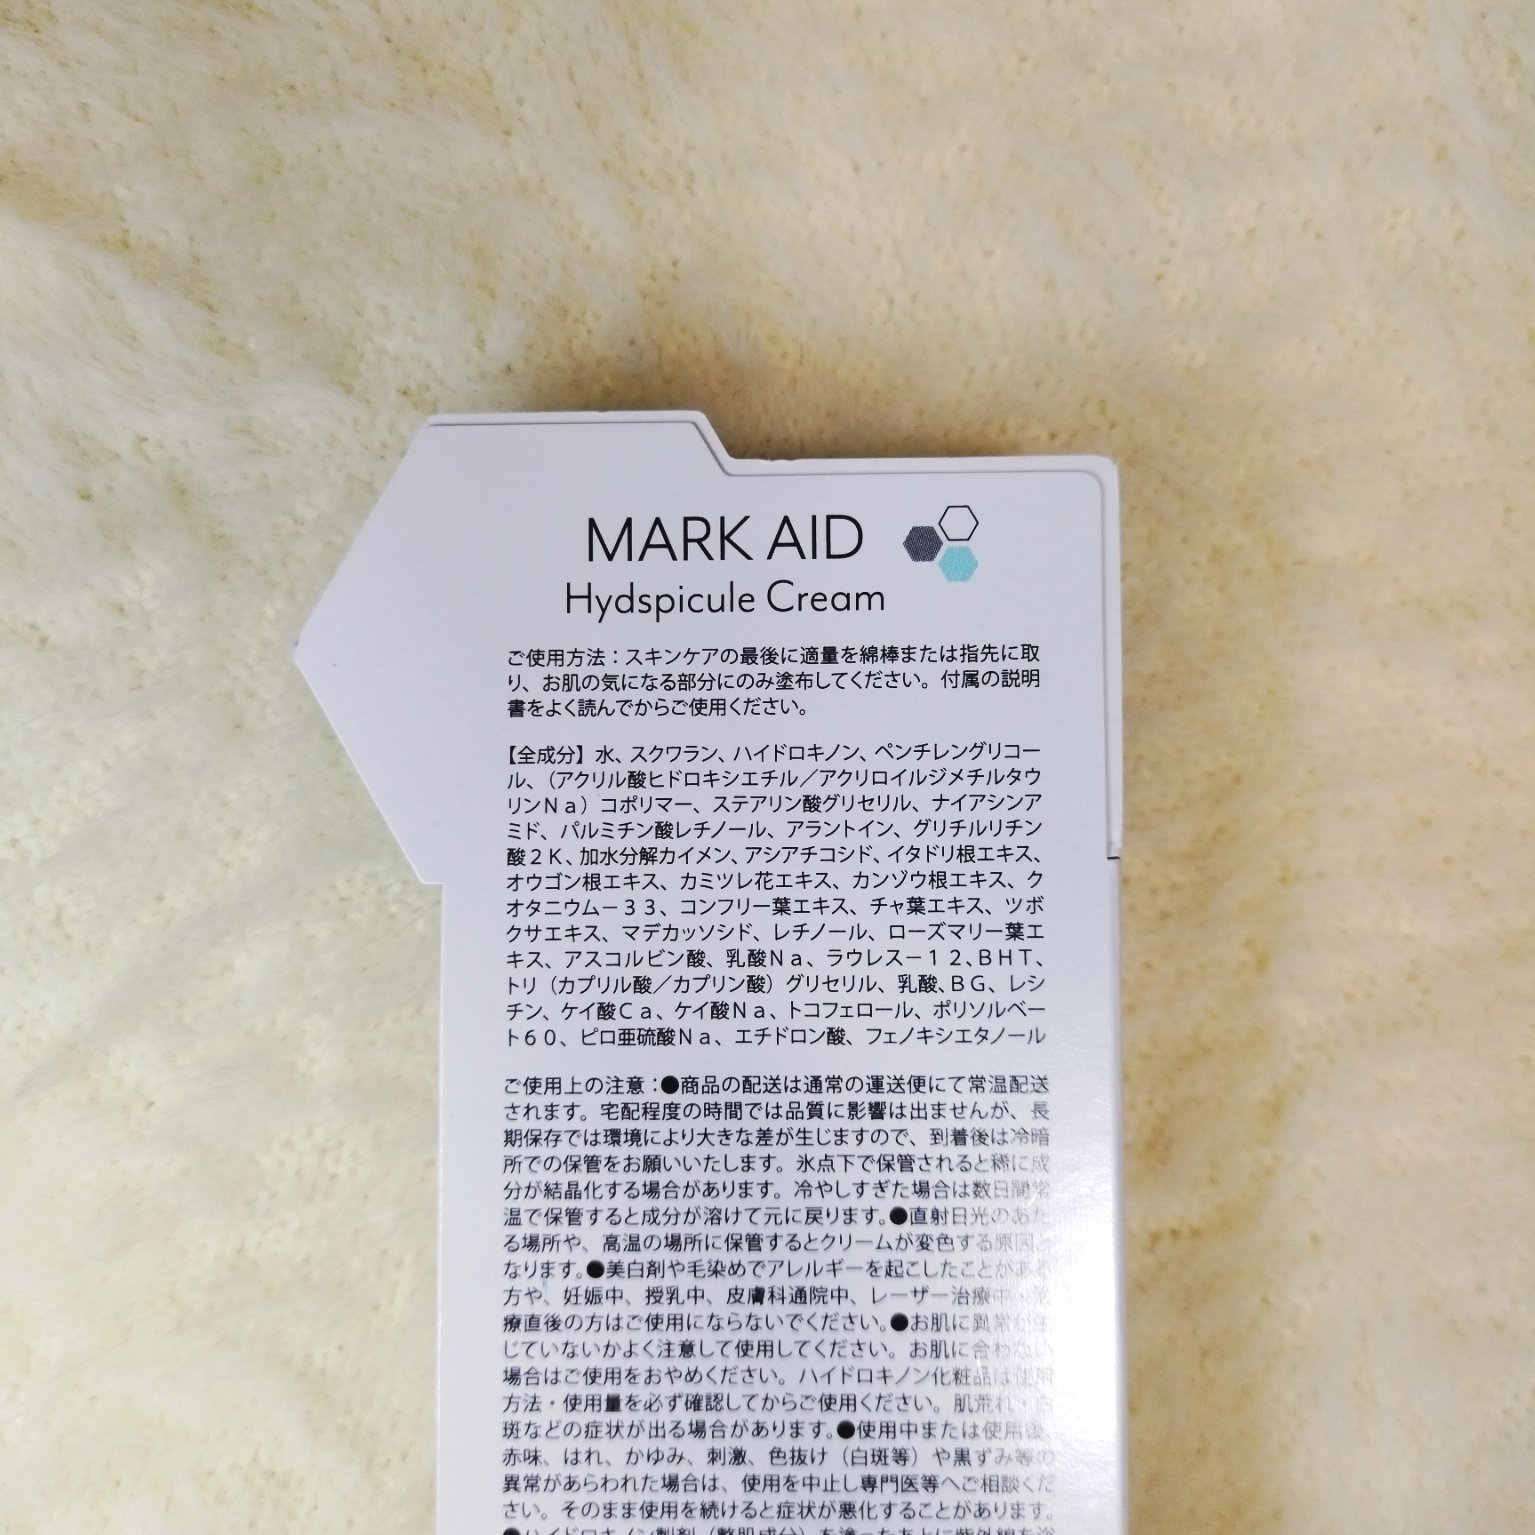 MARK AID
Hydspicule Cream
ご使用方法：スキンケアの最後に適量を綿棒または指先に取
り、お肌の気になる部分にのみ塗布してください。付属の説明
書をよく読んでからご使用ください。
【全成分】水、スクワラン、ハイドロキノン、ペンチレングリコー
ル、（アクリル酸ヒドロキシエチル／アクリロイルジメチルタウ
リンＮａ）コポリマー、ステアリン酸グリセリル、ナイアシンア
ミド、パルミチン酸レチノール、アラントイン、グリチルリチン
酸２Ｋ、加水分解カイメン、アシアチコシド、イタドリ根エキス、
オウゴン根エキス、カミツレ花エキス、カンゾウ根エキス、ク
オタニウム－３３、コンフリー葉エキス、チャ葉エキス、ツボ
クサエキス、マデカッソシド、レチノール、ローズマリー葉エ
キス、アスコルビン酸、乳酸Ｎａ、ラウレス－１２、ＢＨＴ、
トリ（カプリル酸／カプリン酸）グリセリル、乳酸、ＢＧ、レシ
チン、ケイ酸Ｃａ、ケイ酸Ｎａ、トコフェロール、ポリソルベー
ト６０、ピロ亜硫酸Ｎａ、エチドロン酸、フェノキシエタノール
ご使用上の注意：●商品の配送は通常の運送便にて常温配送
されます。宅配程度の時間では品質に影響は出ませんが、長
期保存では環境により大きな差が生じますので、到着後は冷暗
所での保管をお願いいたします。氷点下で保管されると稀に成
分が結晶化する場合があります。冷やしすぎた場合は数日間常
温で保管すると成分が溶けて元に戻ります。●直射日光のあた
る場所や、高温の場所に保管するとクリームが変色する原因と
なります。●美白剤や毛染めでアレルギーを起こしたことがある
方や、妊娠中、授乳中、皮膚科通院中、レーザー治療中・治
療直後の方はご使用にならないでください。●お肌に異常が生
じていないかよく注意して使用してください。お肌に合わない
場合はご使用をおやめください。ハイドロキノン化粧品は使用
方法・使用量を必ず確認してからご使用ください。肌荒れ・白
斑などの症状が出る場合があります。●使用中または使用後、
赤味、はれ、かゆみ、刺激、色抜け（白斑等）や黒ずみ等の
異常があらわれた場合は、使用を中止し専門医等へご相談くだ
さい。そのまま使用を続けると症状が悪化することがあります。
●ハイドロキノン製剤（整肌成分）を塗ったあとに紫外線を浴